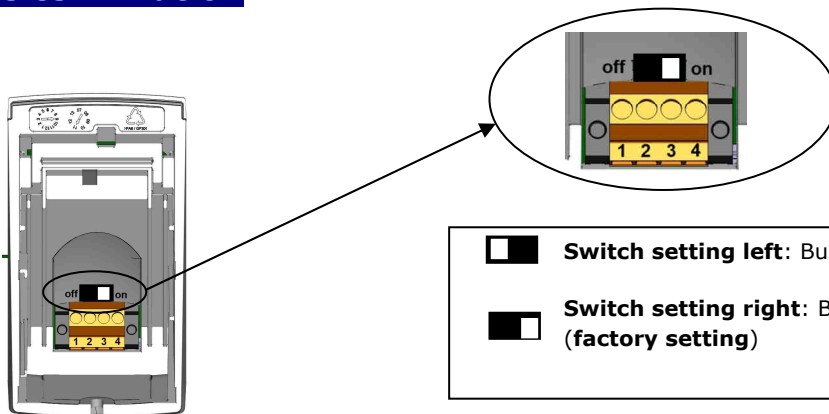 off on
1 2 3 4
off on
1 2 3 4
Switch setting left:
Switch setting right:
(factory setting)